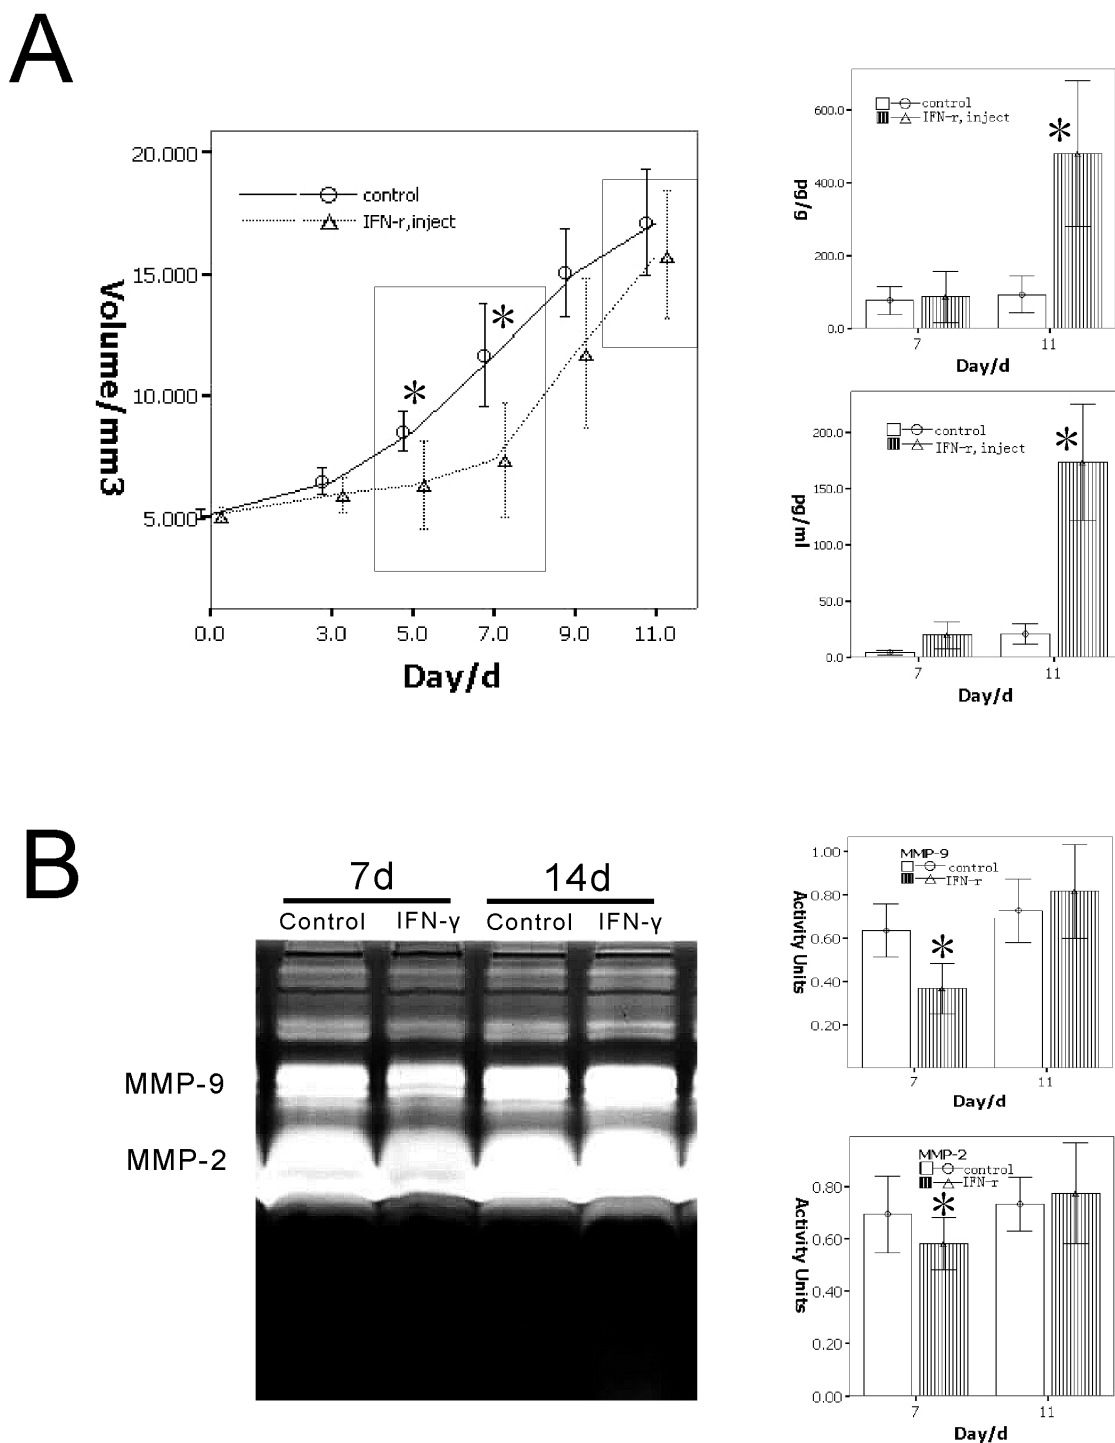 A
20.000
15.000
10.000
5.000
Volume/mm3
control
IFN-r,inject
*
*
0.0 3.0 5.0 7.0 9.0 11.0
Day/d
600.0
400.0
200.0
0.0
pg/g
control
IFN-r,inject
*
7 11
Day/d
200.0
150.0
100.0
50.0
0.0
pg/ml
control
IFN-r,inject
*
7 11
Day/d
B
7d 14d
Control IFN-γ Control IFN-γ
MMP-9
MMP-2
1.00
0.80
0.60
0.40
0.20
Activity Units
MMP-9
control
IFN-r
*
7 11
Day/d
0.80
0.60
0.40
0.20
0.00
Activity Units
MMP-2
control
IFN-r
*
7 11
Day/d